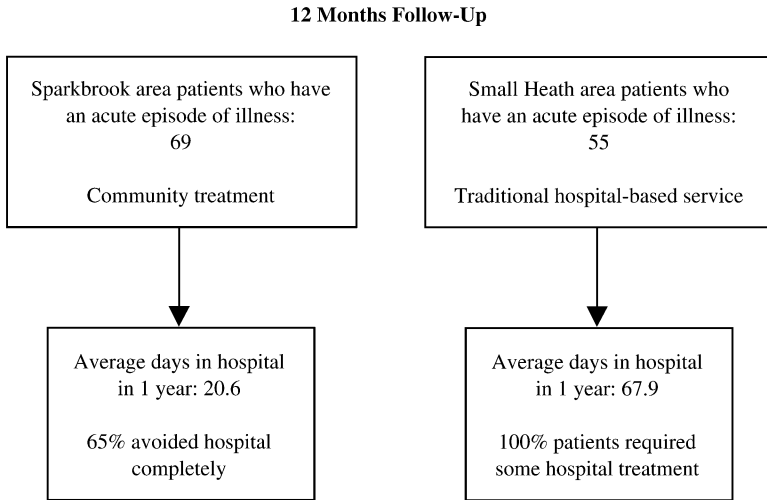 12 Months Follow-Up
Sparkbrook area patients who have
an acute episode of illness:
69
Community treatment
Small Heath area patients who
have an acute episode of illness:
55
Traditional hospital-based service
Average days in hospital
in 1 year: 20.6
65% avoided hospital
completely
Average days in hospital
in 1 year: 67.9
100% patients required
some hospital treatment